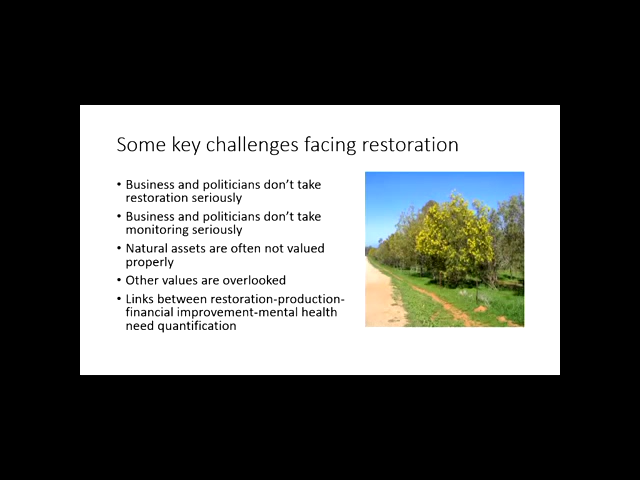 Some key challenges facing restoration
• Business and politicians don't take
restoration seriously
• Business and politicians don't take
monitoring seriously
• Natural assets are often not valued
properly
• Other values are overlooked
• Links between restoration-production-
financial improvement-mental health
need quantification